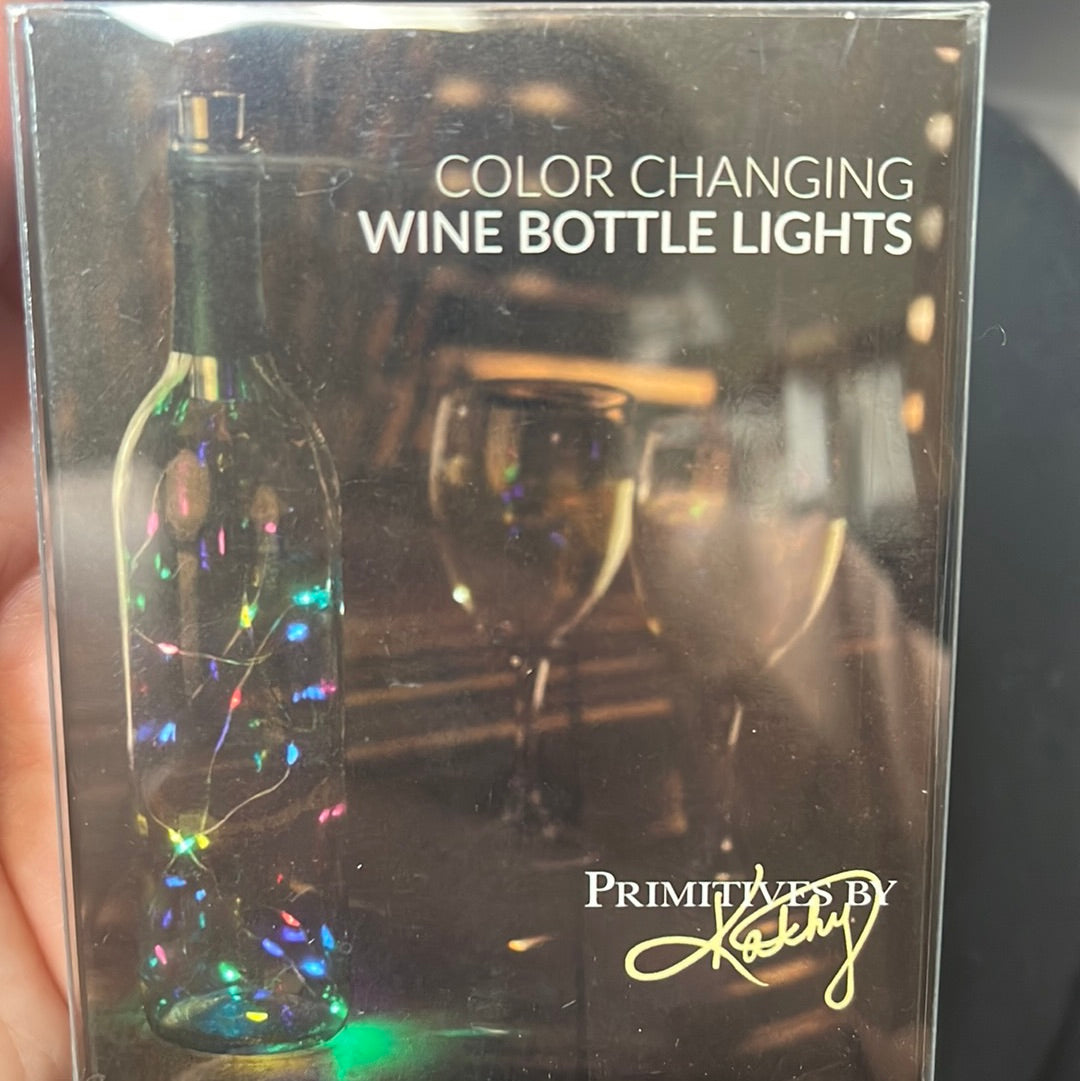 COLOR CHANGING
WINE BOTTLE LIGHTS
PRIMITIVES BY
Kathy